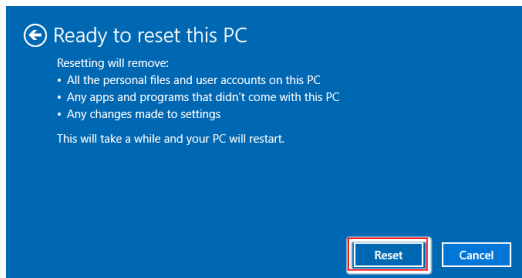 Ready to reset this PC
Resetting will remove:
• All the personal files and user accounts on this PC
• Any apps and programs that didn't come with this PC
• Any changes made to settings
This will take a while and your PC will restart.
Reset Cancel